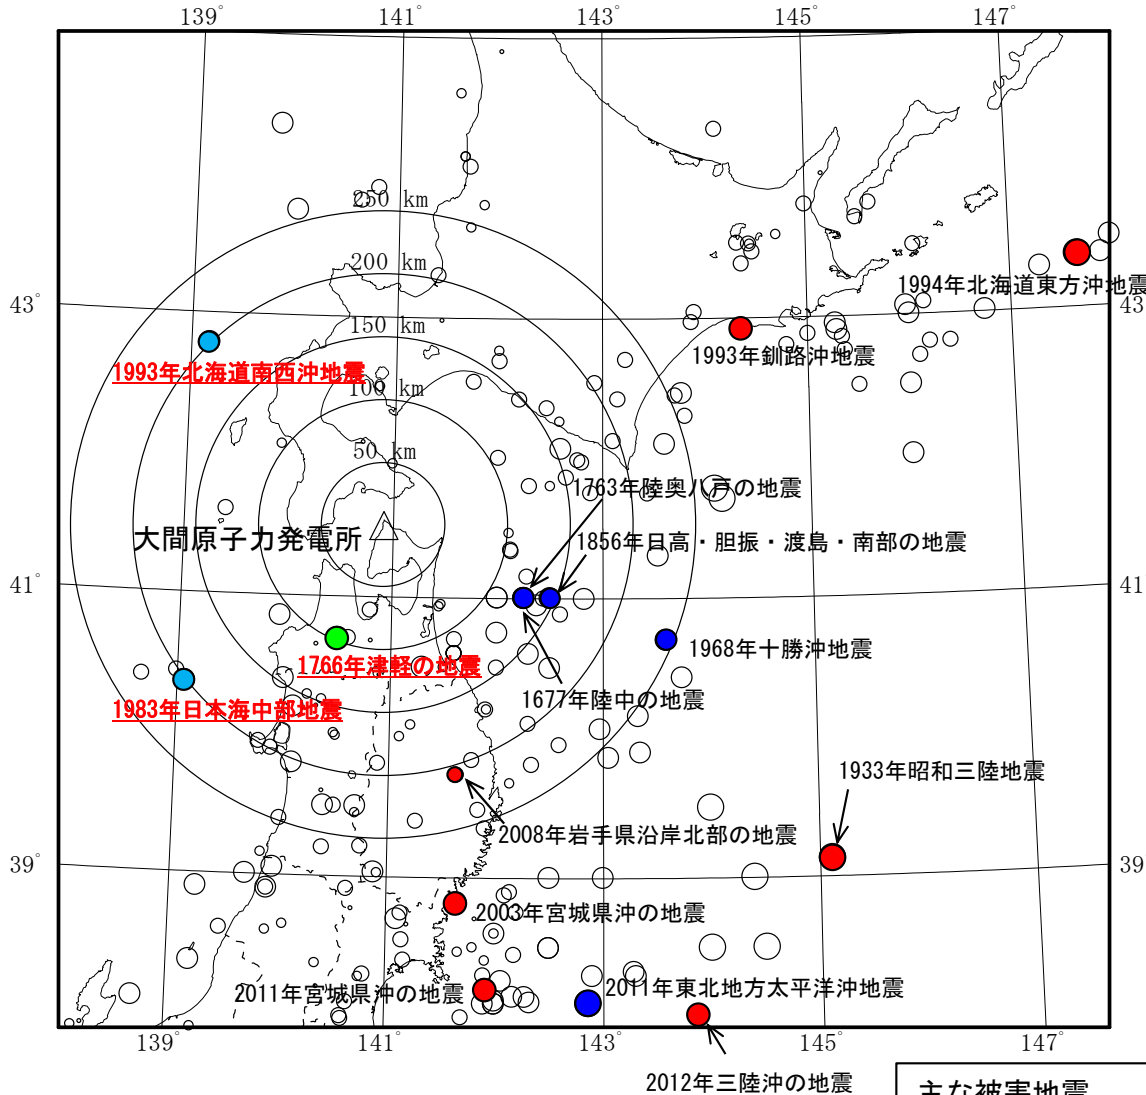 139°
141°
143°
145°
147°
250 km
200 km
43°
1994年北海道東方沖地震
43
150 km
1993年釧路沖地震
1993年北海道南西沖地震
100 km
50 km
1763年陸奥八戸の地震
大間原子力発電所
1856年日高・胆振・渡島・南部の地震
41°
41
1968年十勝沖地震
1766年津軽の地震
1677年陸中の地震
1983年日本海中部地震
1933年昭和三陸地震
2008年岩手県沿岸北部の地震
39°
39
2003年宮城県沖の地震
2011年宮城県沖の地震
2011年東北地方太平洋沖地震
139°
141°
143°
145°
147°
2012年三陸沖の地震
主な被害地震